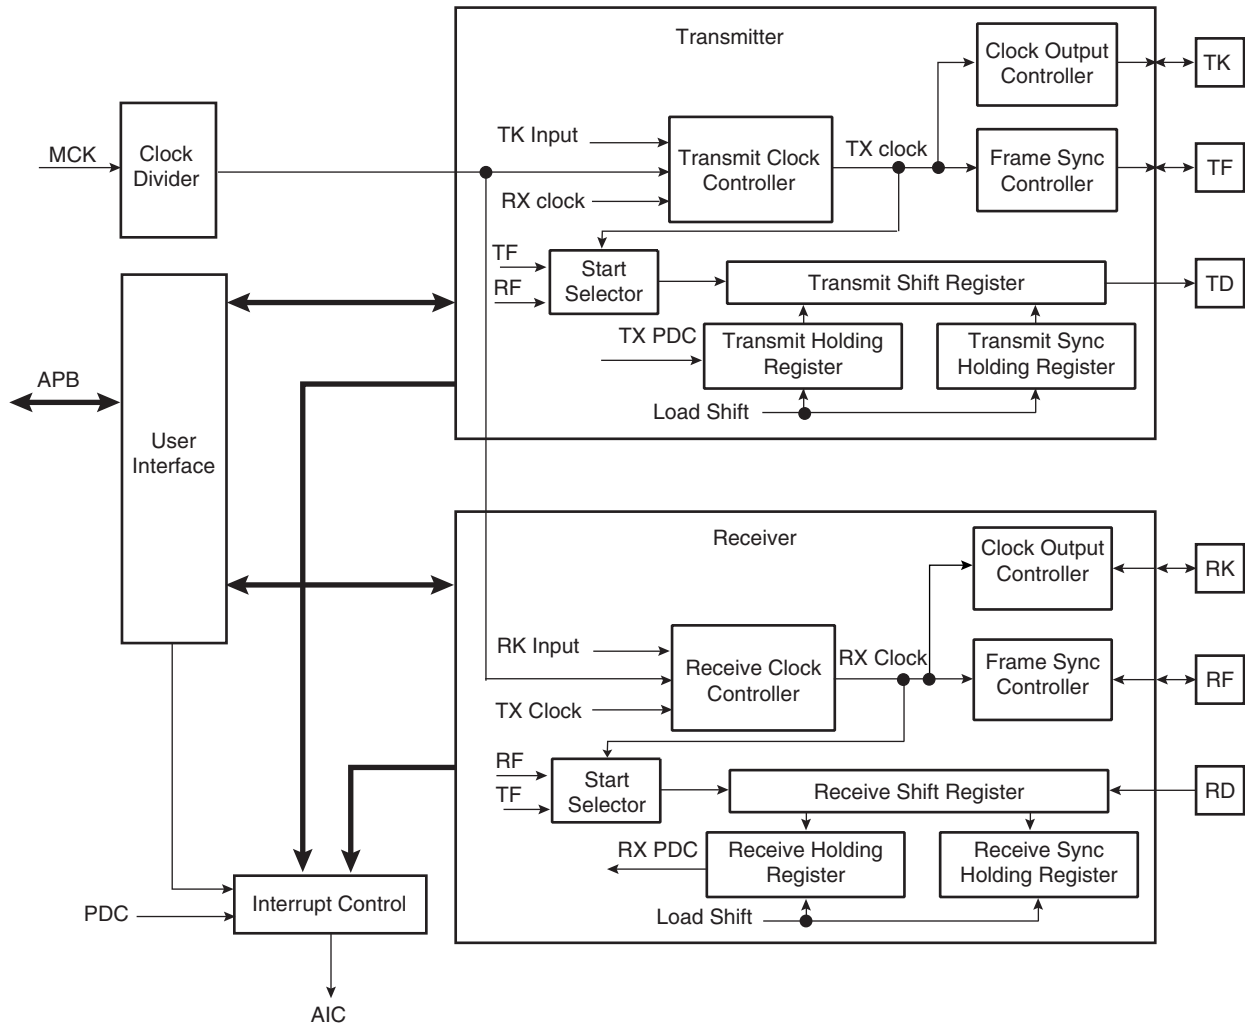 Transmitter
Clock Output
Controller
TK
MCK
Clock
Divider
TK Input
Transmit Clock
Controller
TX clock
Frame Sync
Controller
TF
RX clock
TF
RF
Start
Selector
Transmit Shift Register
TD
TX PDC
Transmit Holding
Register
Transmit Sync
Holding Register
Load Shift
APB
User
Interface
Receiver
Clock Output
Controller
RK
RK Input
Receive Clock
Controller
RX Clock
Frame Sync
Controller
RF
TX Clock
RF
TF
Start
Selector
Receive Shift Register
RD
RX PDC
Receive Holding
Register
Receive Sync
Holding Register
Load Shift
PDC
Interrupt Control
AIC